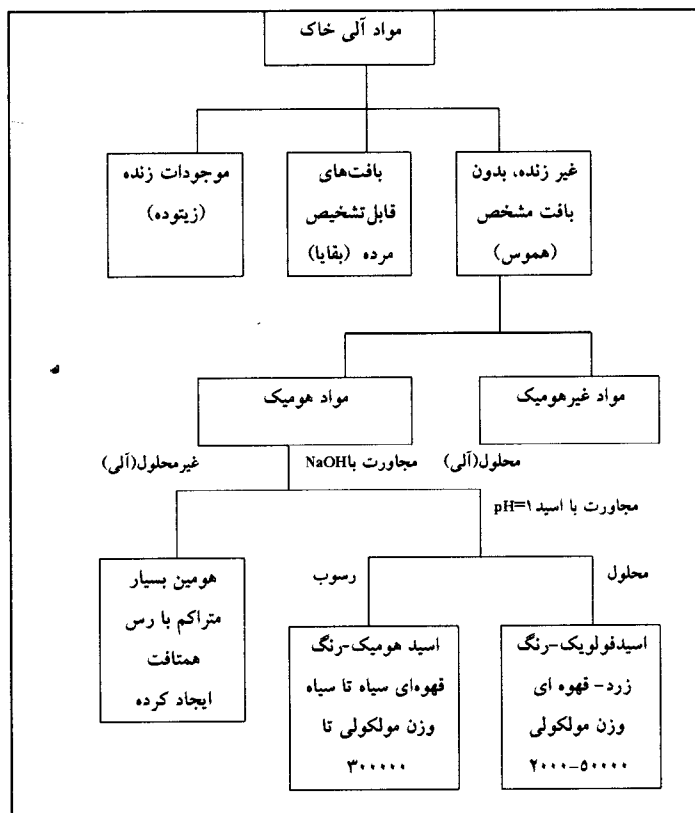 مواد آلی خاک
غیر زنده، بدون
بافت مشخص
(هموس)
بافت‌های
قابل‌تشخیص
مرده (بقایا)
موجودات زنده
(زیتوده)
مواد غیرهومیک
مواد هومیک
محلول(آلی)
مجاورت باNaOH
غیرمحلول(آلی)
مجاورت با اسید pH=۱
محلول
رسوب
اسیدفولویک-رنگ
زرد- قهوه ای
وزن مولکولی
۲۰۰۰-۵۰۰۰۰
اسید هومیک-رنگ
قهوه‌ای سیاه تا سیاه
وزن مولکولی تا
۳۰۰۰۰۰
هومین بسیار
متراکم با رس
همتافت
ایجاد کرده